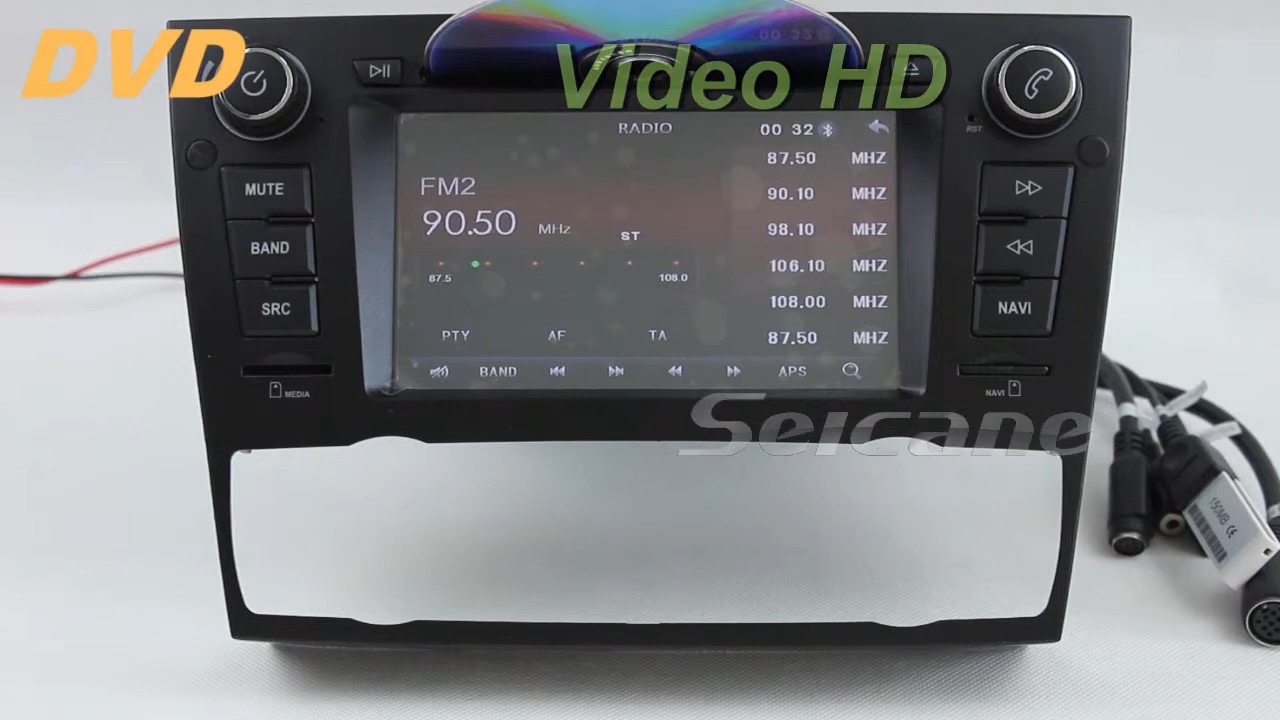 DVD
Video HD
RADIO
00 32
RST
MUTE
BAND
SRC
MEDIA
FM2
90.50 MHz
ST
87.5
108.0
PTY AF TA
BAND APS
87.50 MHZ
90.10 MHZ
98.10 MHZ
106.10 MHZ
108.00 MHZ
87.50 MHZ
NAVI
NAVI
Seicane
150MB CE